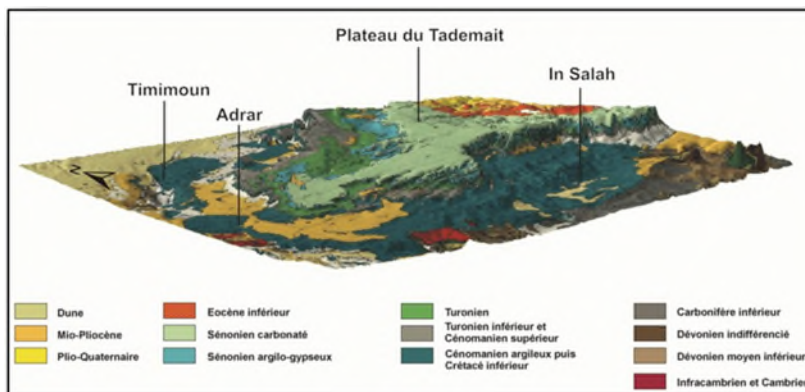 Plateau du Tademait
In Salah
Timimoun
Adrar
N
Dune
Mio-Pliocène
Plio-Quaternaire
Eocène inférieur
Sénonien carbonaté
Sénonien argilo-gypseux
Turonien
Turonien inférieur et
Cénomanien supérieur
Cénomanien argileux puis
Crétacé inférieur
Carbonifère inférieur
Dévonien indifférencié
Dévonien moyen inférieur
Infracambrien et Cambrien